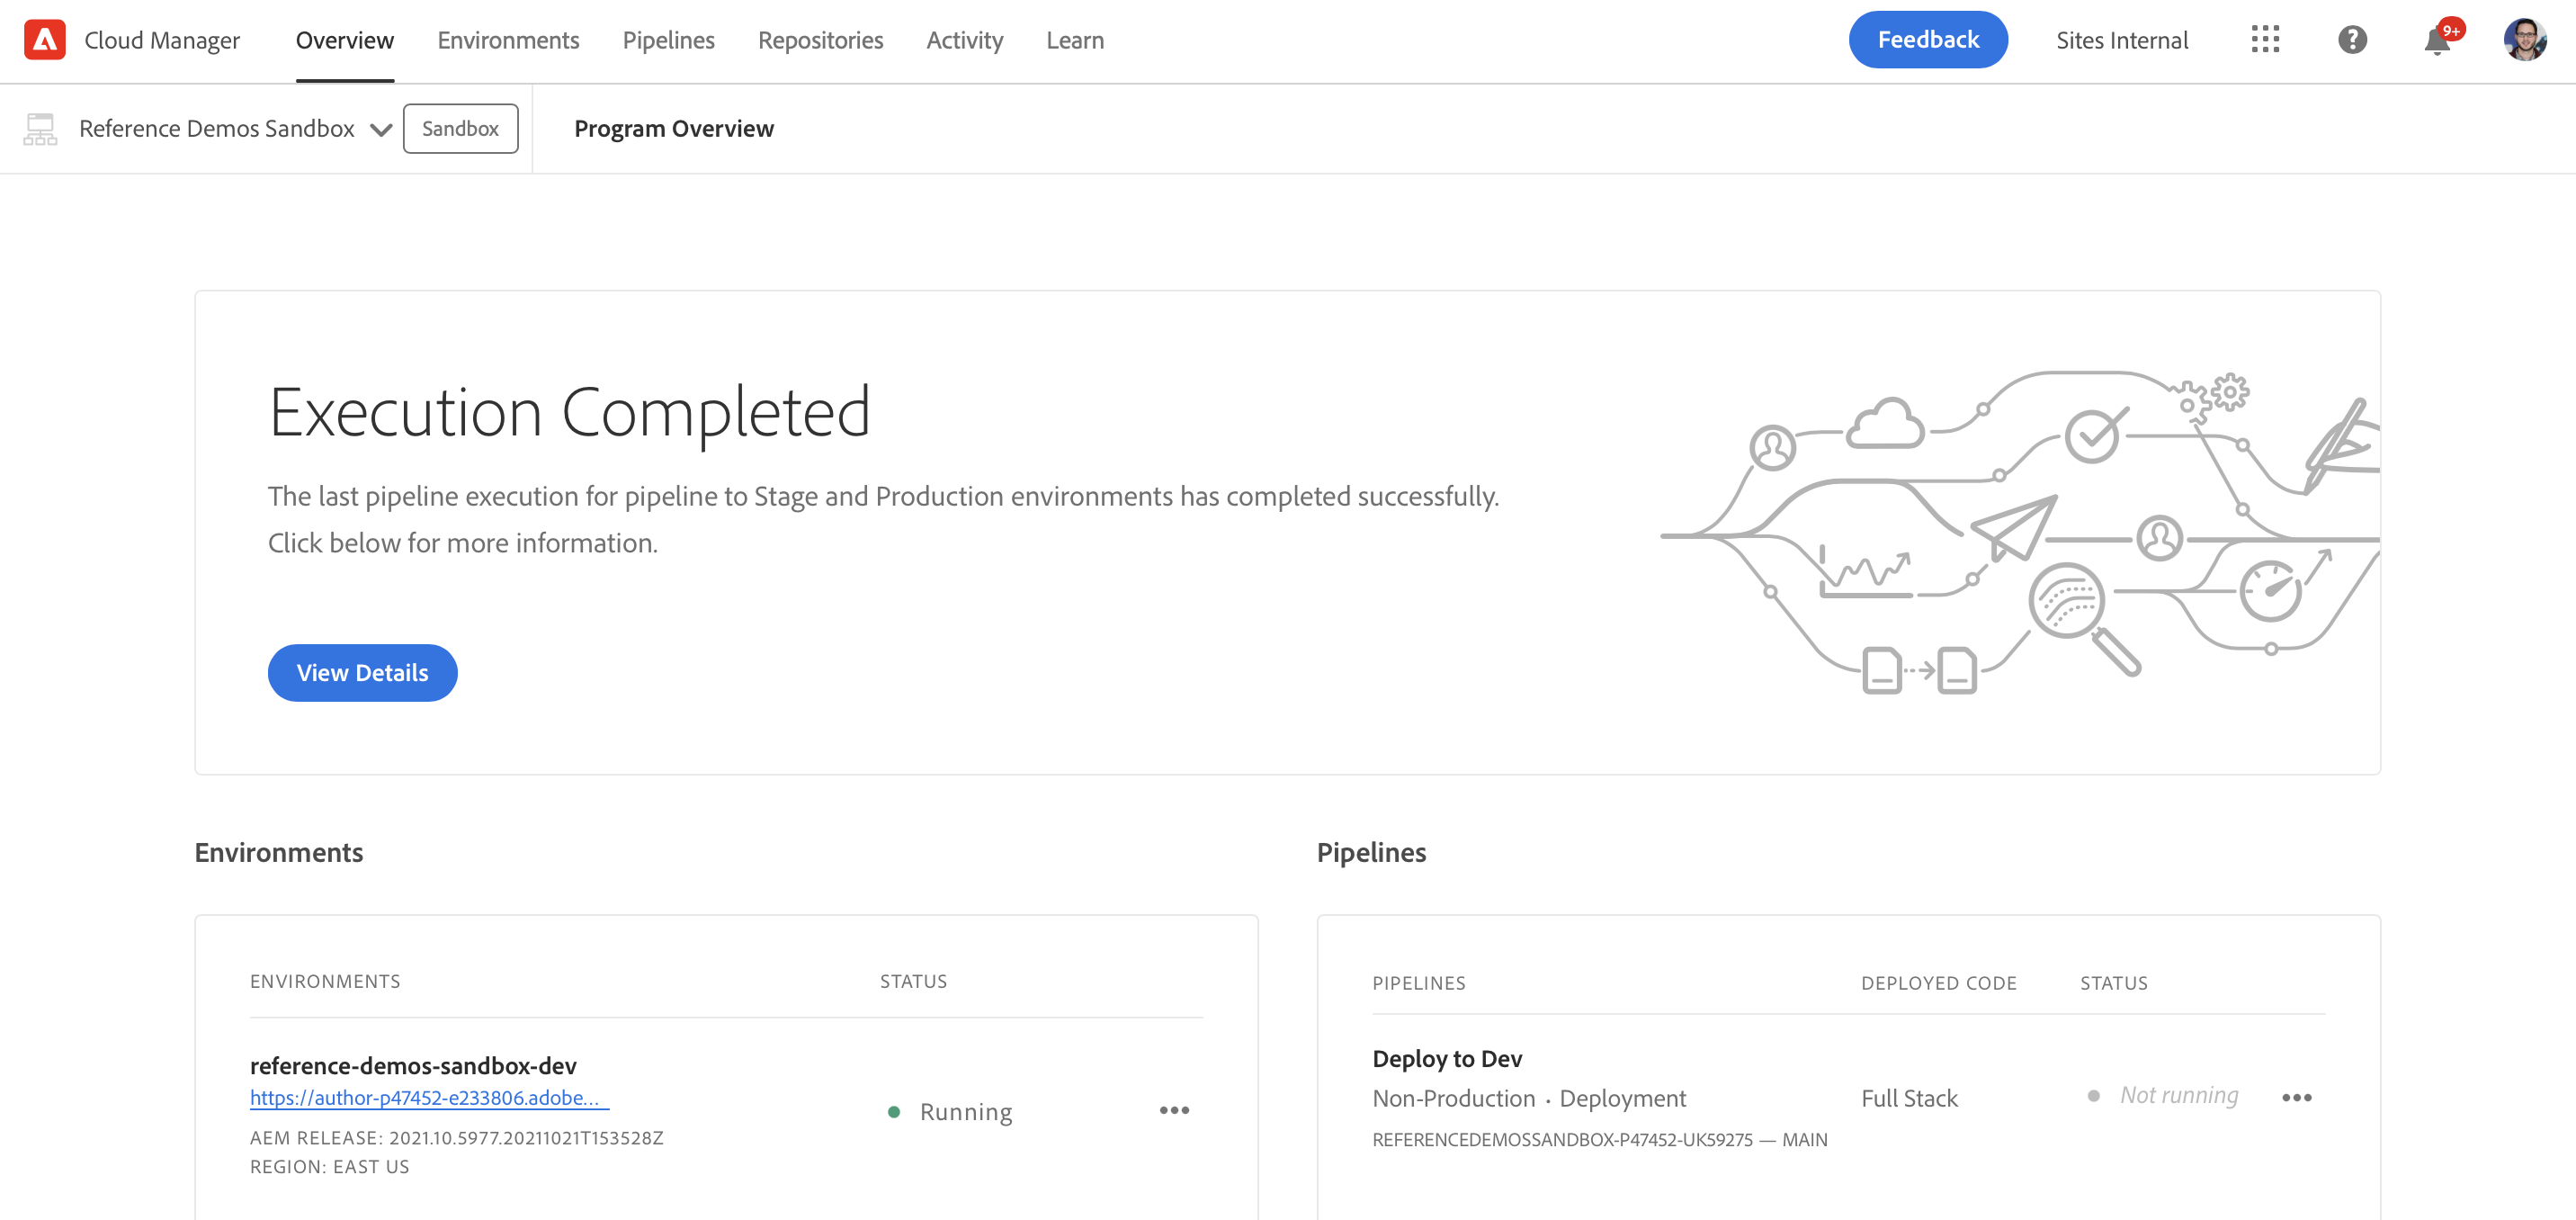 Cloud Manager Overview Environments Pipelines Repositories Activity Learn Feedback Sites Internal 9+
Reference Demos Sandbox Sandbox Program Overview
Execution Completed
The last pipeline execution for pipeline to Stage and Production environments has completed successfully.
Click below for more information.
View Details
Environments
ENVIRONMENTS STATUS
reference-demos-sandbox-dev
https://author-p47452-e233806.adobe...
Running
AEM RELEASE: 2021.10.5977.20211021T153528Z
REGION: EAST US
Pipelines
PIPELINES DEPLOYED CODE STATUS
Deploy to Dev
Non-Production · Deployment Full Stack Not running
REFERENCEDEMOSSANDBOX-P47452-UK59275 — MAIN